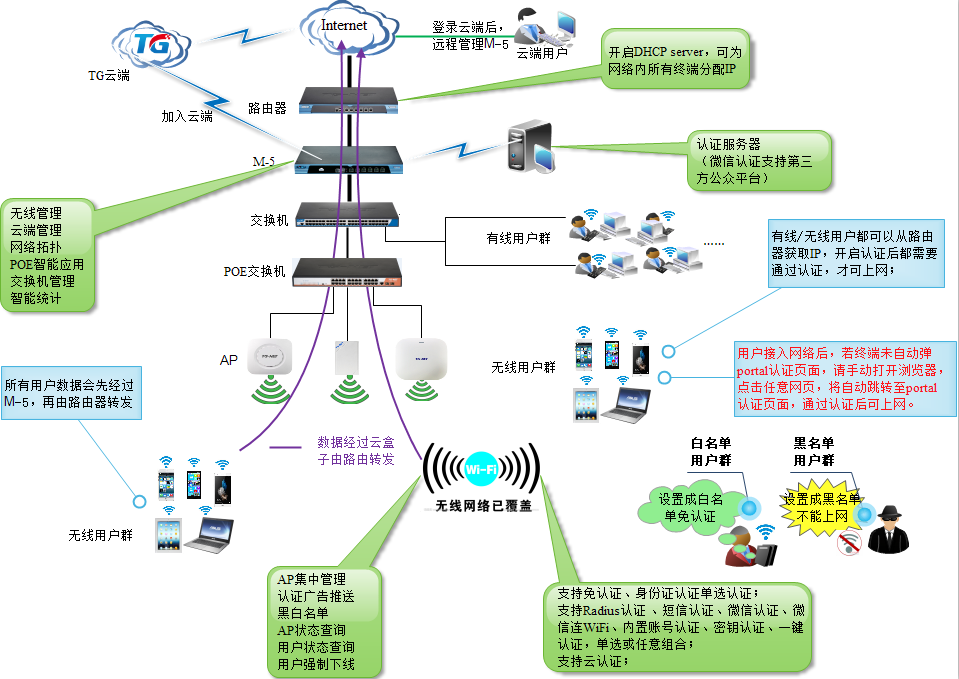 Internet
登录云端后，
远程管理M-5
云端用户
TG
TG云端
开启DHCP server，可为
网络内所有终端分配IP
路由器
加入云端
M-5
认证服务器
（微信认证支持第三
方公众平台）
无线管理
云端管理
网络拓扑
POE智能应用
交换机管理
智能统计
交换机
有线用户群
......
有线/无线用户都可以从路由
器获取IP，开启认证后都需要
通过认证，才可上网；
POE交换机
AP
无线用户群
用户接入网络后，若终端未自动弹
portal认证页面，请手动打开浏览器，
点击任意网页，将自动跳转至portal
认证页面，通过认证后可上网。
所有用户数据会先经过
M-5，再由路由器转发
数据经过云盒
子由路由转发
Wi-Fi
无线网络已覆盖
白名单
用户群
黑名单
用户群
设置成白名
单免认证
设置成黑名单
不能上网
无线用户群
AP集中管理
认证广告推送
黑白名单
AP状态查询
用户状态查询
用户强制下线
支持免认证、身份证认证单选认证；
支持Radius认证 、短信认证、微信认证、微
信连WiFi、内置账号认证、密钥认证、一键
认证，单选或任意组合；
支持云认证；